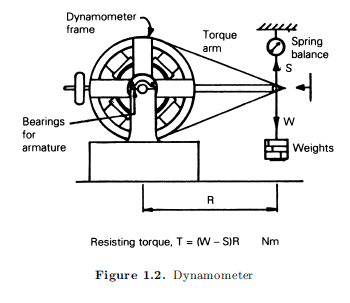 Dynamometer
frame
Torque
arm
Spring
balance
S
Bearings
for
armature
W
Weights
R
Resisting torque, T = (W – S)R Nm
Figure 1.2. Dynamometer